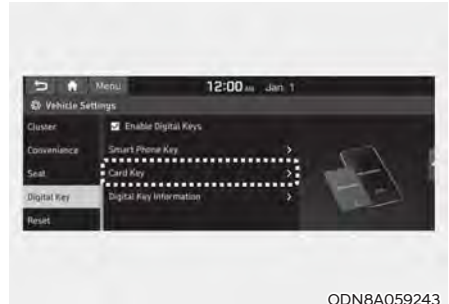 Menu 12:00 AM Jan. 1
Vehicle Settings
Cluster
Enable Digital Keys
Convenience
Smart Phone Key
Seat
Card Key
Digital Key
Digital Key Information
Reset
ODN8A059243